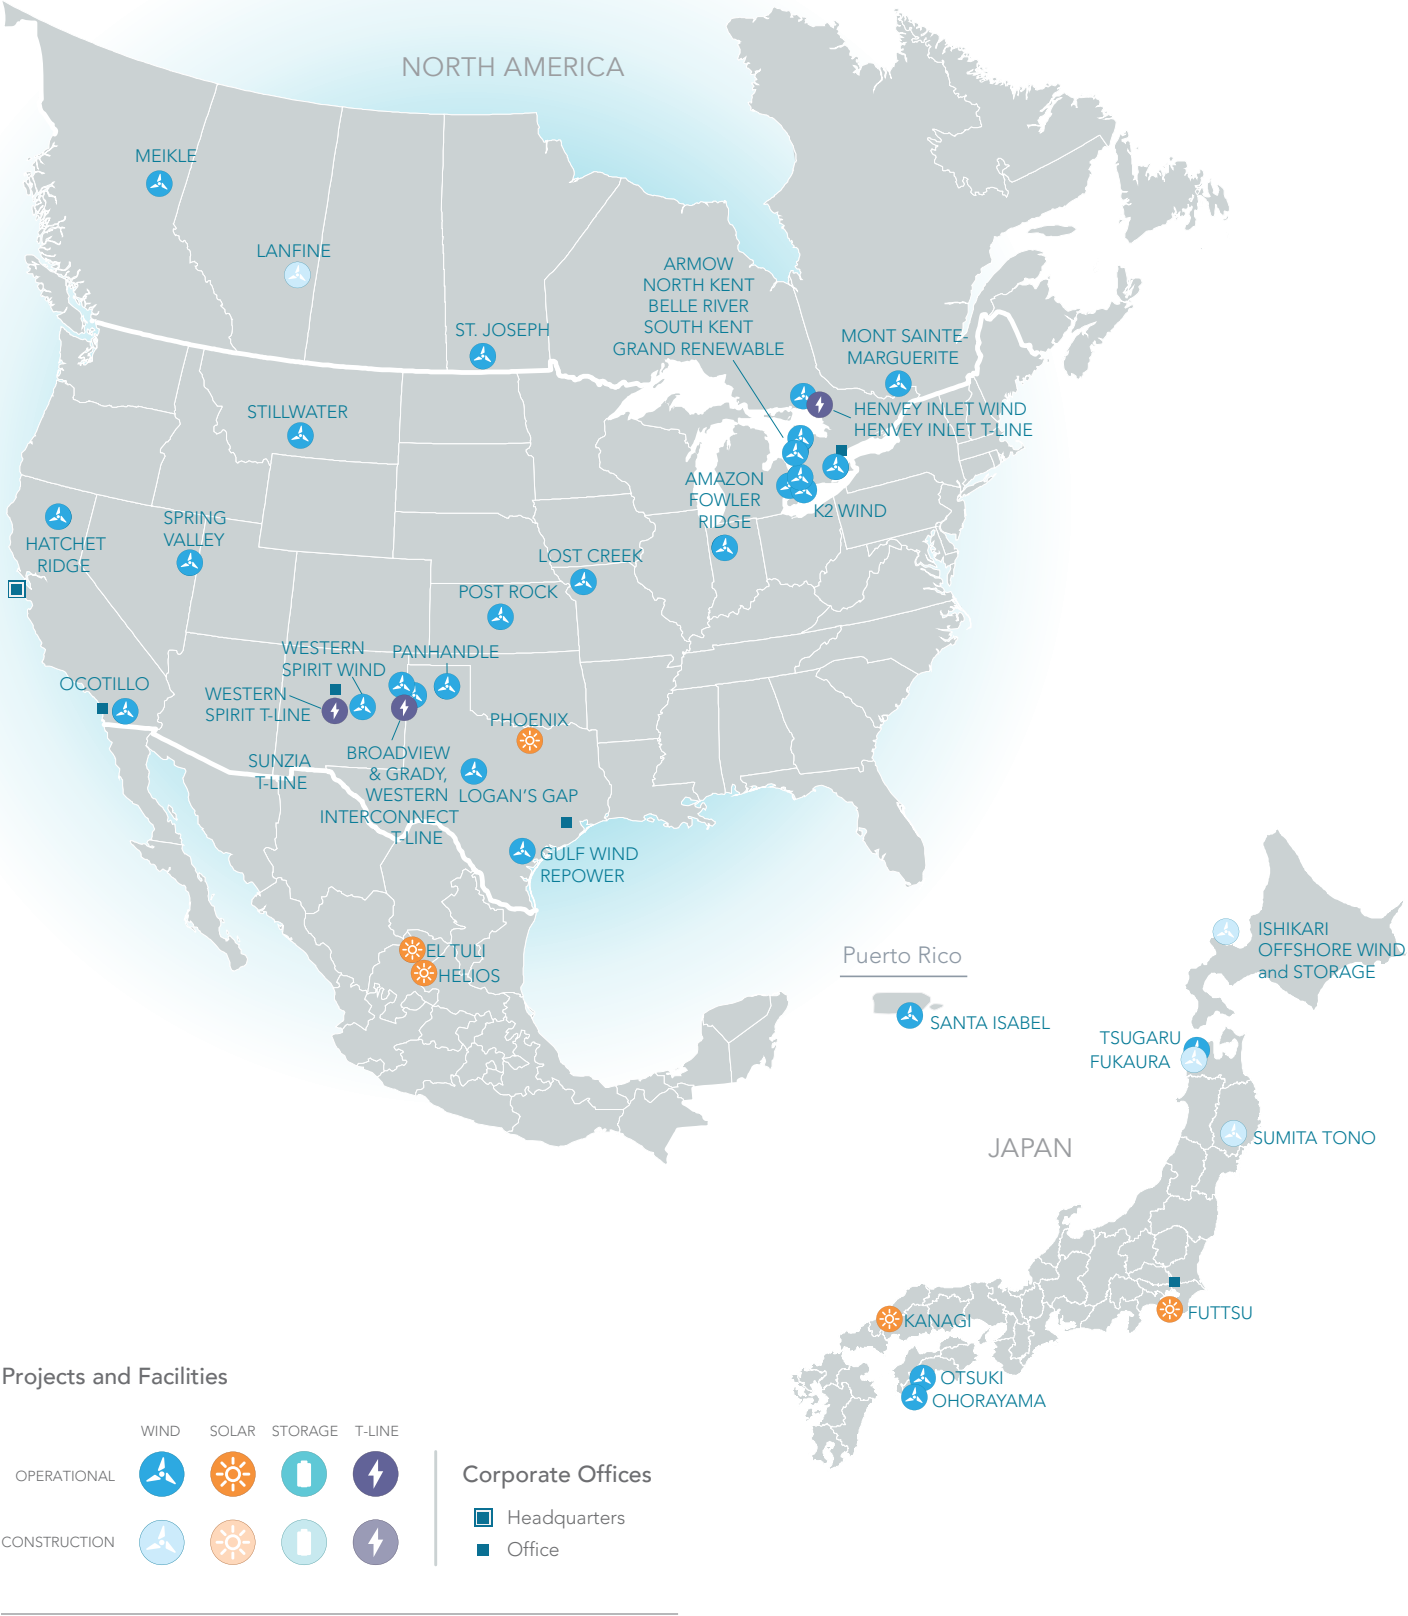 NORTH AMERICA
MEIKLE
LANFINE
ST. JOSEPH
ARMOW
NORTH KENT
BELLE RIVER
SOUTH KENT
GRAND RENEWABLE
MONT SAINTE-
MARGUERITE
STILLWATER
HENVEY INLET WIND
HENVEY INLET T-LINE
AMAZON
FOWLER
RIDGE
K2 WIND
HATCHET
RIDGE
SPRING
VALLEY
LOST CREEK
POST ROCK
WESTERN
SPIRIT WIND
PANHANDLE
OCOTILLO
WESTERN
SPIRIT T-LINE
PHOENIX
SUNZIA
T-LINE
BROADVIEW
& GRADY,
WESTERN
INTERCONNECT
T-LINE
LOGAN'S GAP
GULF WIND
REPOWER
EL TULI
HELIOS
Puerto Rico
SANTA ISABEL
ISHIKARI
OFFSHORE WIND
and STORAGE
TSUGARU
FUKAURA
SUMITA TONO
JAPAN
FUTTSU
KANAGI
OTSUKI
OHORAYAMA
Projects and Facilities
WIND SOLAR STORAGE T-LINE
OPERATIONAL
CONSTRUCTION
Corporate Offices
Headquarters
Office